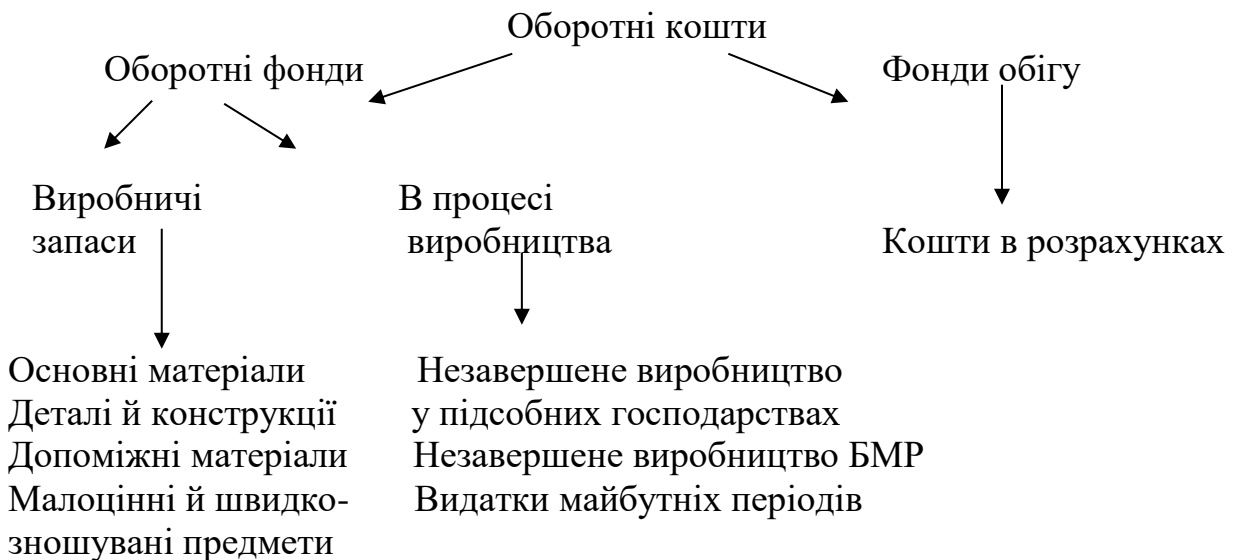 Оборотні кошти
Оборотні фонди
Фонди обігу
Виробничі
запаси
В процесі
виробництва
Кошти в розрахунках
Основні матеріали
Деталі й конструкції
Допоміжні матеріали
Малоцінні й швидко-
зношувані предмети
Незавершене виробництво
у підсобних господарствах
Незавершене виробництво БМР
Видатки майбутніх періодів